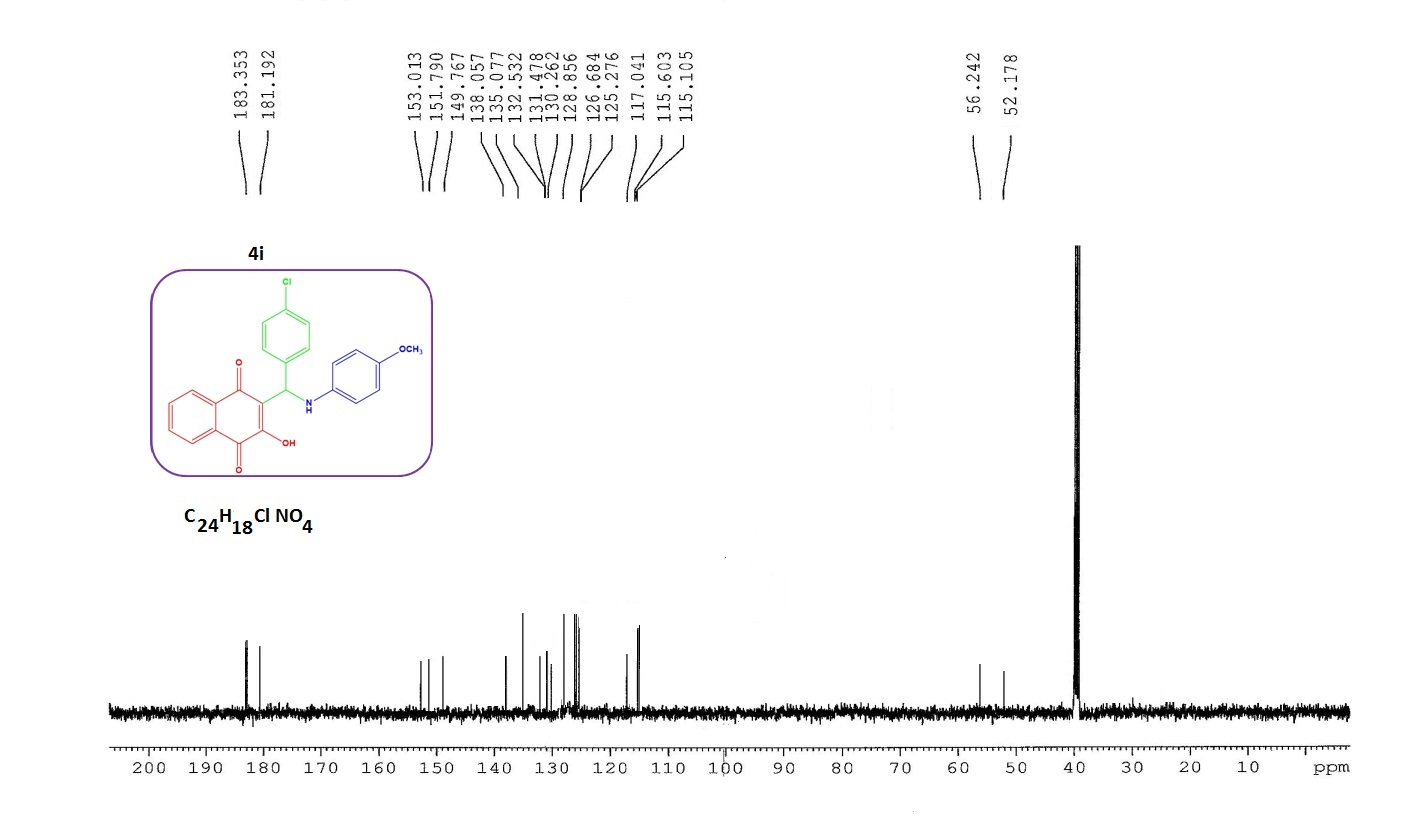 183.353
181.192
153.013
151.790
149.767
138.057
135.077
132.532
131.478
130.262
128.856
126.684
125.276
117.041
115.603
115.105
56.242
52.178
4i
Cl
OCH3
O
N
H
OH
O
C24H18Cl NO4
200 190 180 170 160 150 140 130 120 110 100 90 80 70 60 50 40 30 20 10 ppm